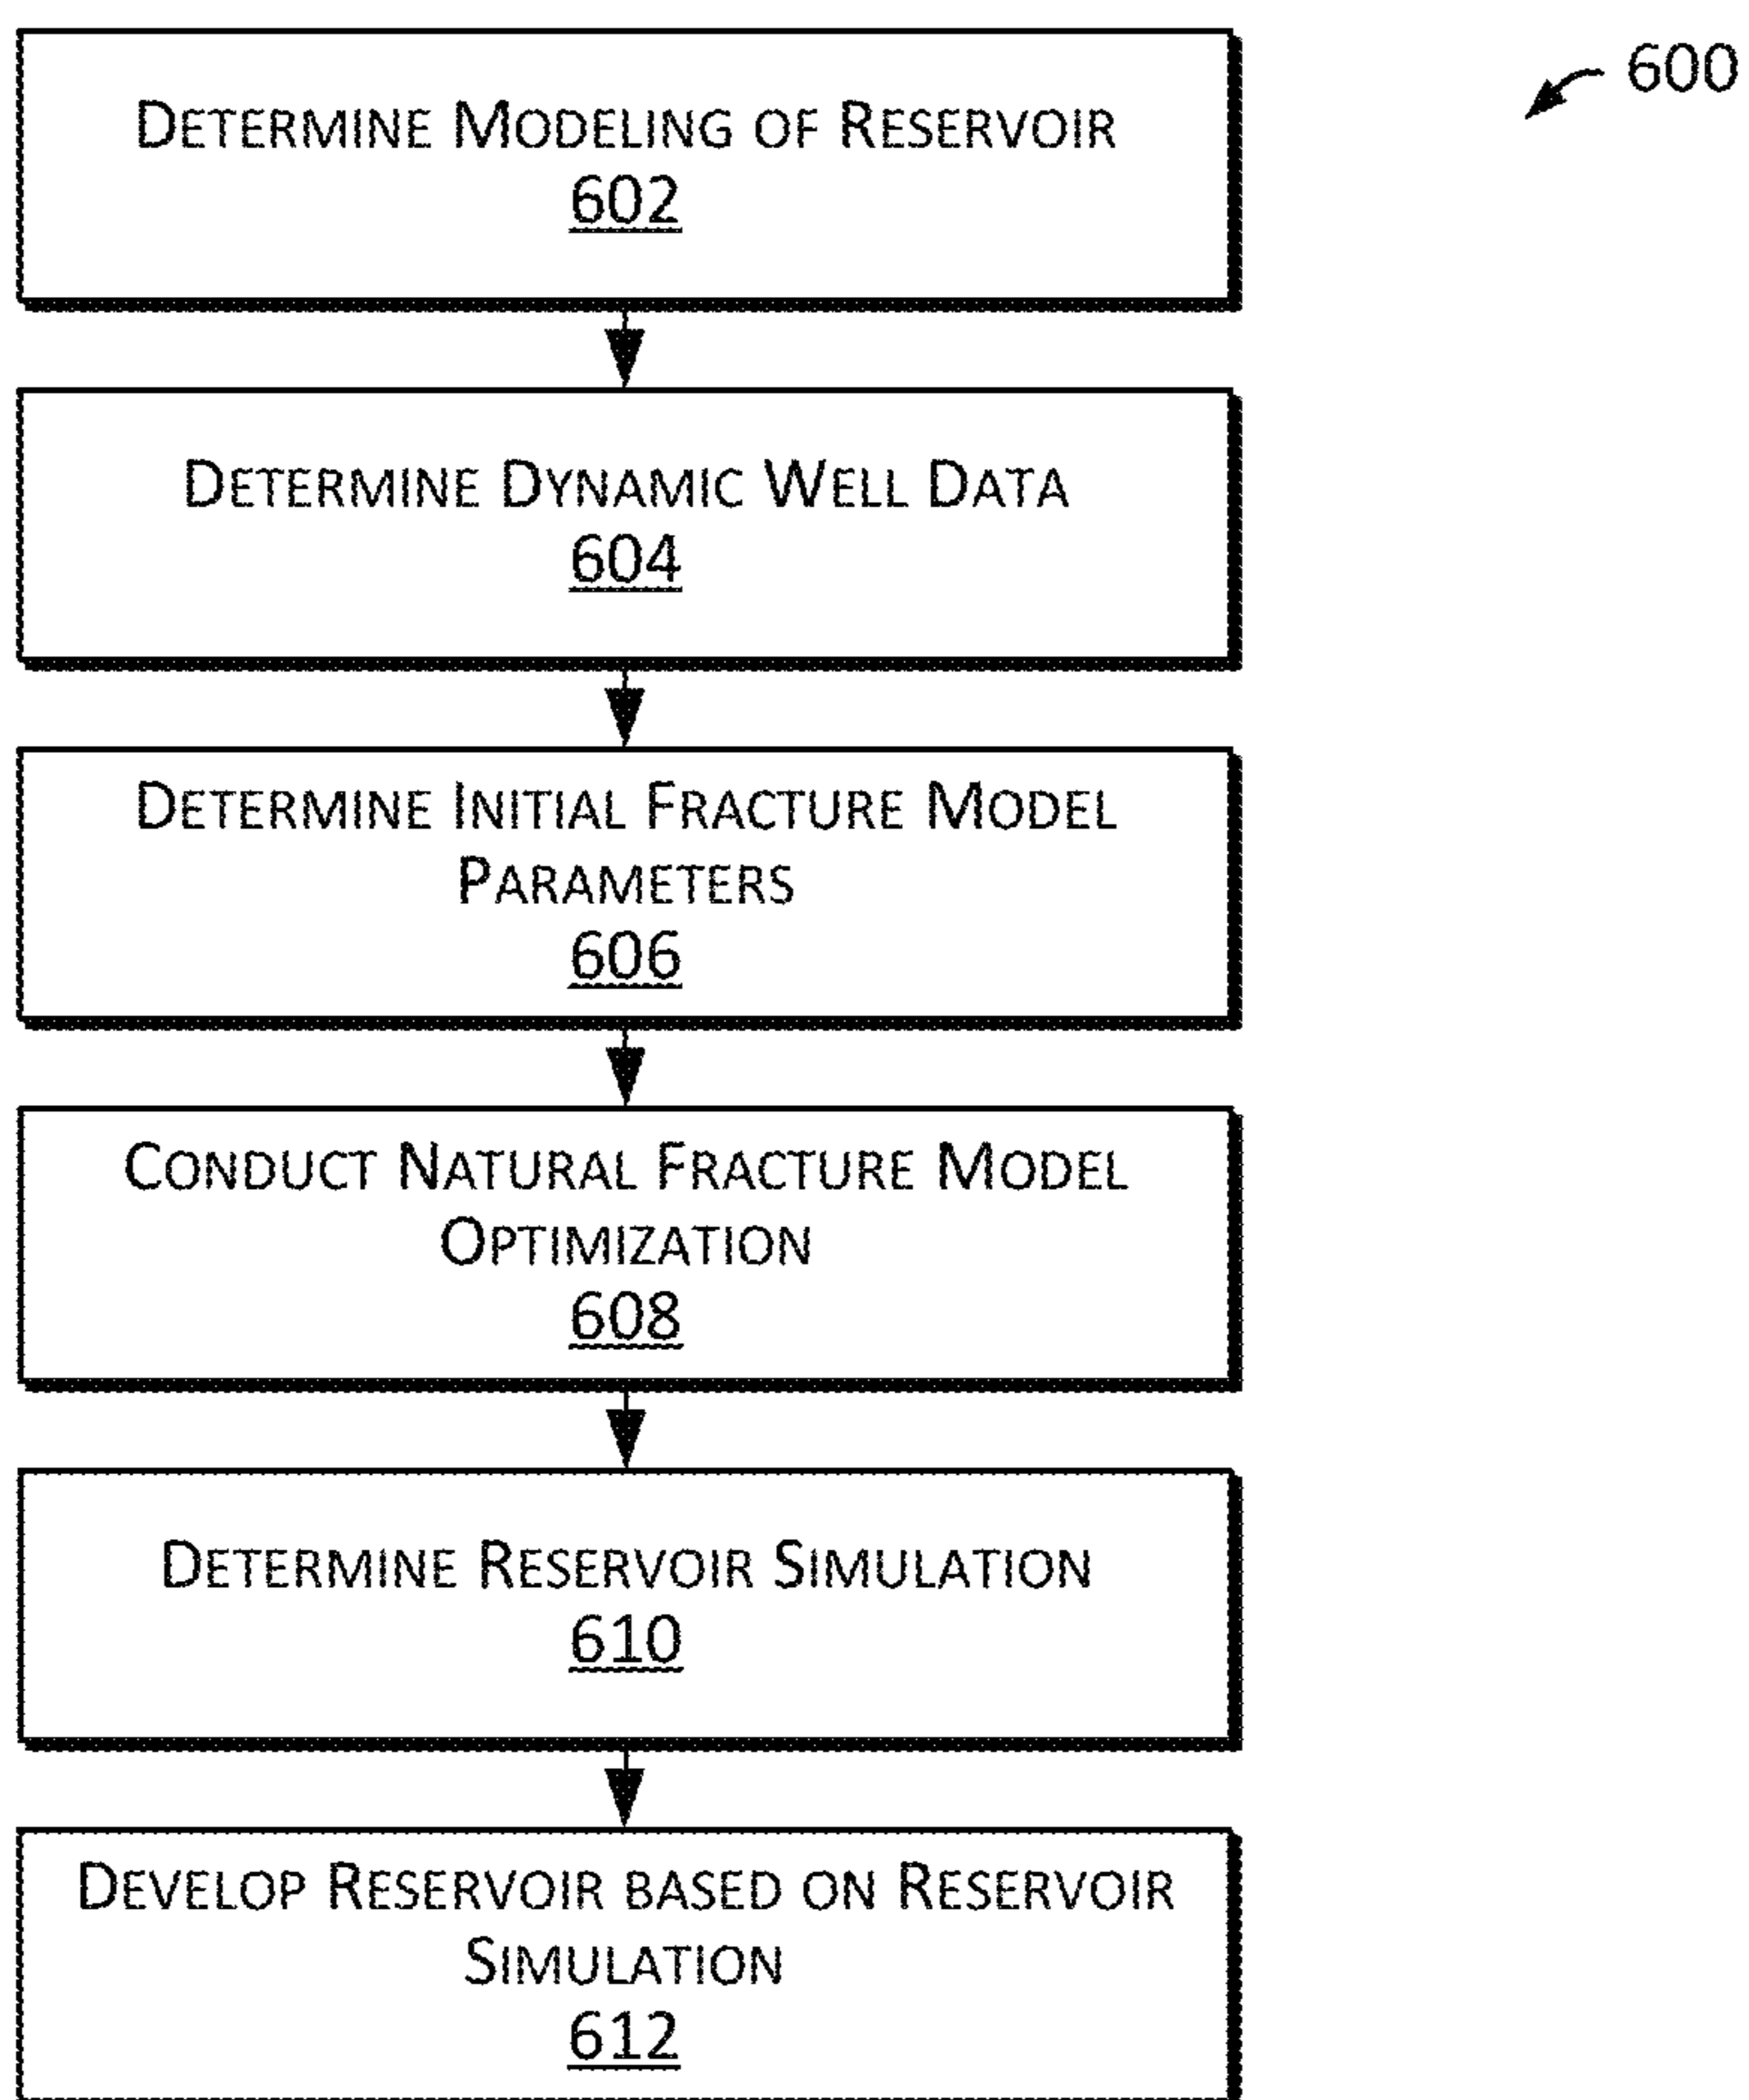 600
DETERMINE MODELING OF RESERVOIR
602
DETERMINE DYNAMIC WELL DATA
604
DETERMINE INITIAL FRACTURE MODEL
PARAMETERS
606
CONDUCT NATURAL FRACTURE MODEL
OPTIMIZATION
608
DETERMINE RESERVOIR SIMULATION
610
DEVELOP RESERVOIR BASED ON RESERVOIR
SIMULATION
612